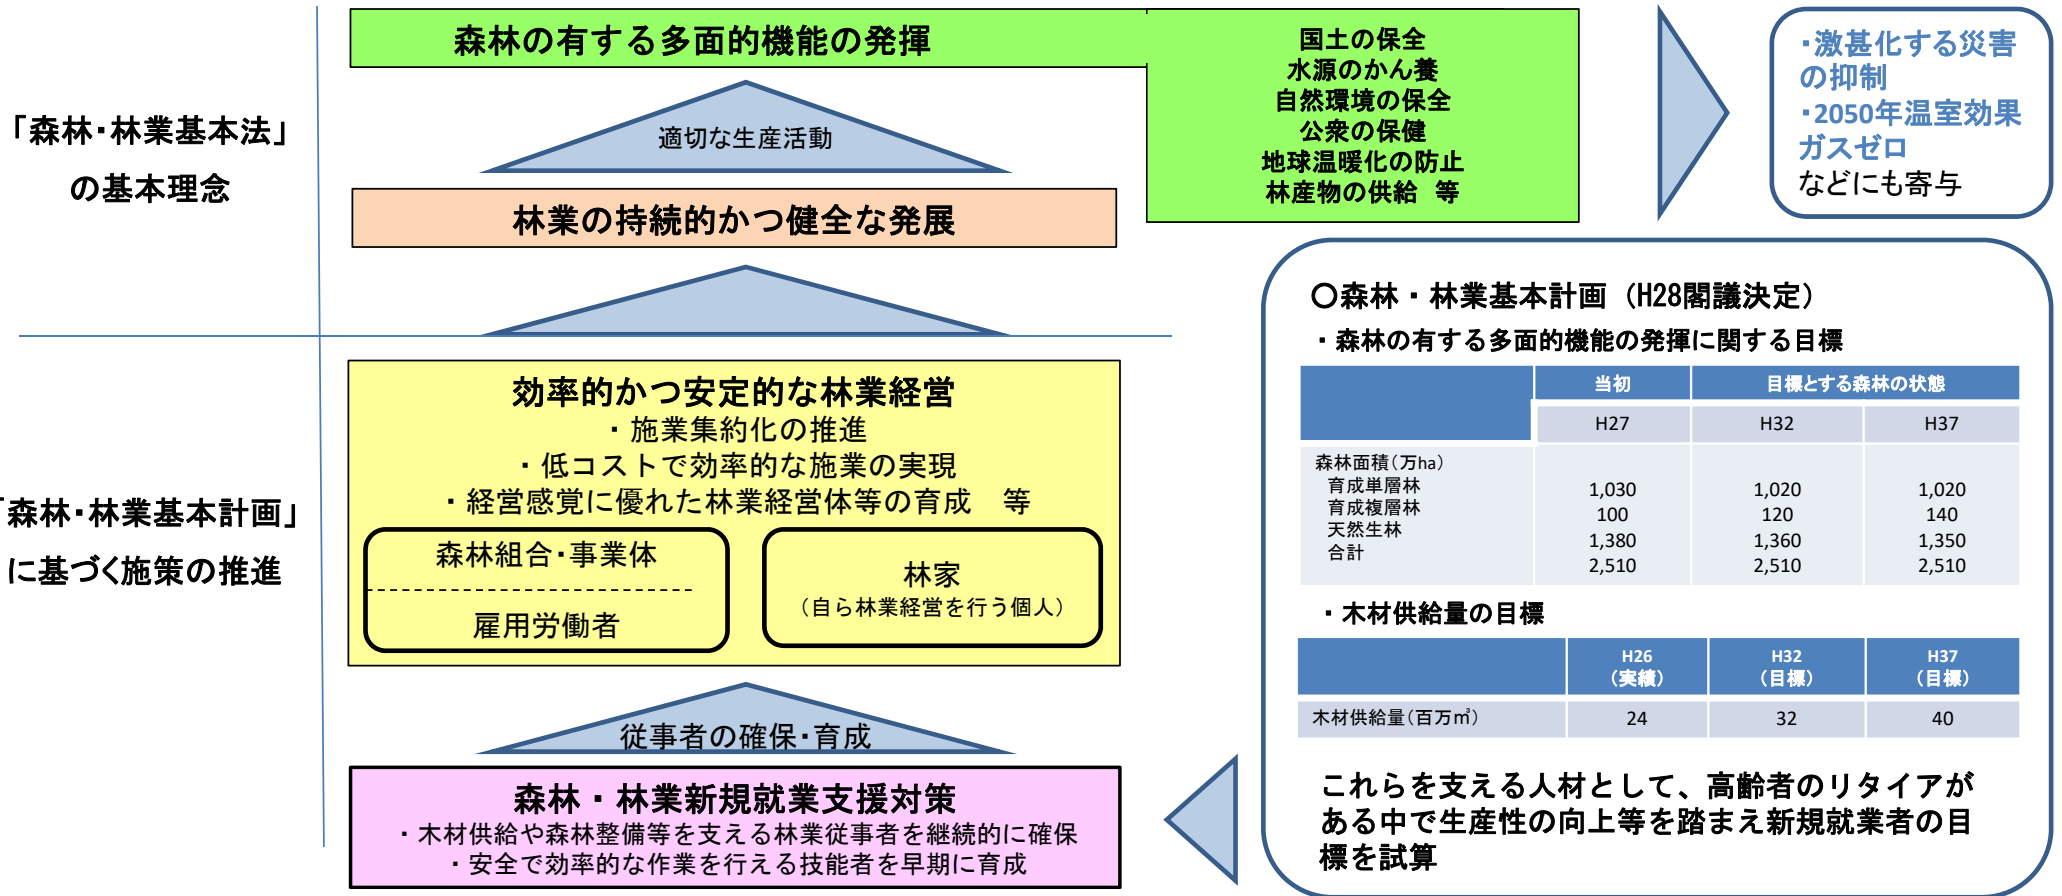 「森林・林業基本法」
の基本理念
森林の有する多面的機能の発揮
適切な生産活動
林業の持続的かつ健全な発展
国土の保全
水源のかん養
自然環境の保全
公衆の保健
地球温暖化の防止
林産物の供給 等
・激甚化する災害
の抑制
・2050年温室効果
ガスゼロ
などにも寄与
「森林・林業基本計画」
に基づく施策の推進
効率的かつ安定的な林業経営
・施業集約化の推進
・低コストで効率的な施業の実現
・経営感覚に優れた林業経営体等の育成　等
森林組合・事業体
雇用労働者
林家
（自ら林業経営を行う個人）
従事者の確保・育成
森林・林業新規就業支援対策
・木材供給や森林整備等を支える林業従事者を継続的に確保
・安全で効率的な作業を行える技能者を早期に育成
〇森林・林業基本計画（H28閣議決定）
・森林の有する多面的機能の発揮に関する目標
当初 目標とする森林の状態
H27 H32 H37
森林面積（万ha）
育成単層林 1,030 1,020 1,020
育成複層林 100 120 140
天然生林 1,380 1,360 1,350
合計 2,510 2,510 2,510
・木材供給量の目標
H26 H32 H37
（実績） （目標） （目標）
木材供給量（百万㎥） 24 32 40
これらを支える人材として、高齢者のリタイアが
ある中で生産性の向上等を踏まえ新規就業者の目
標を試算